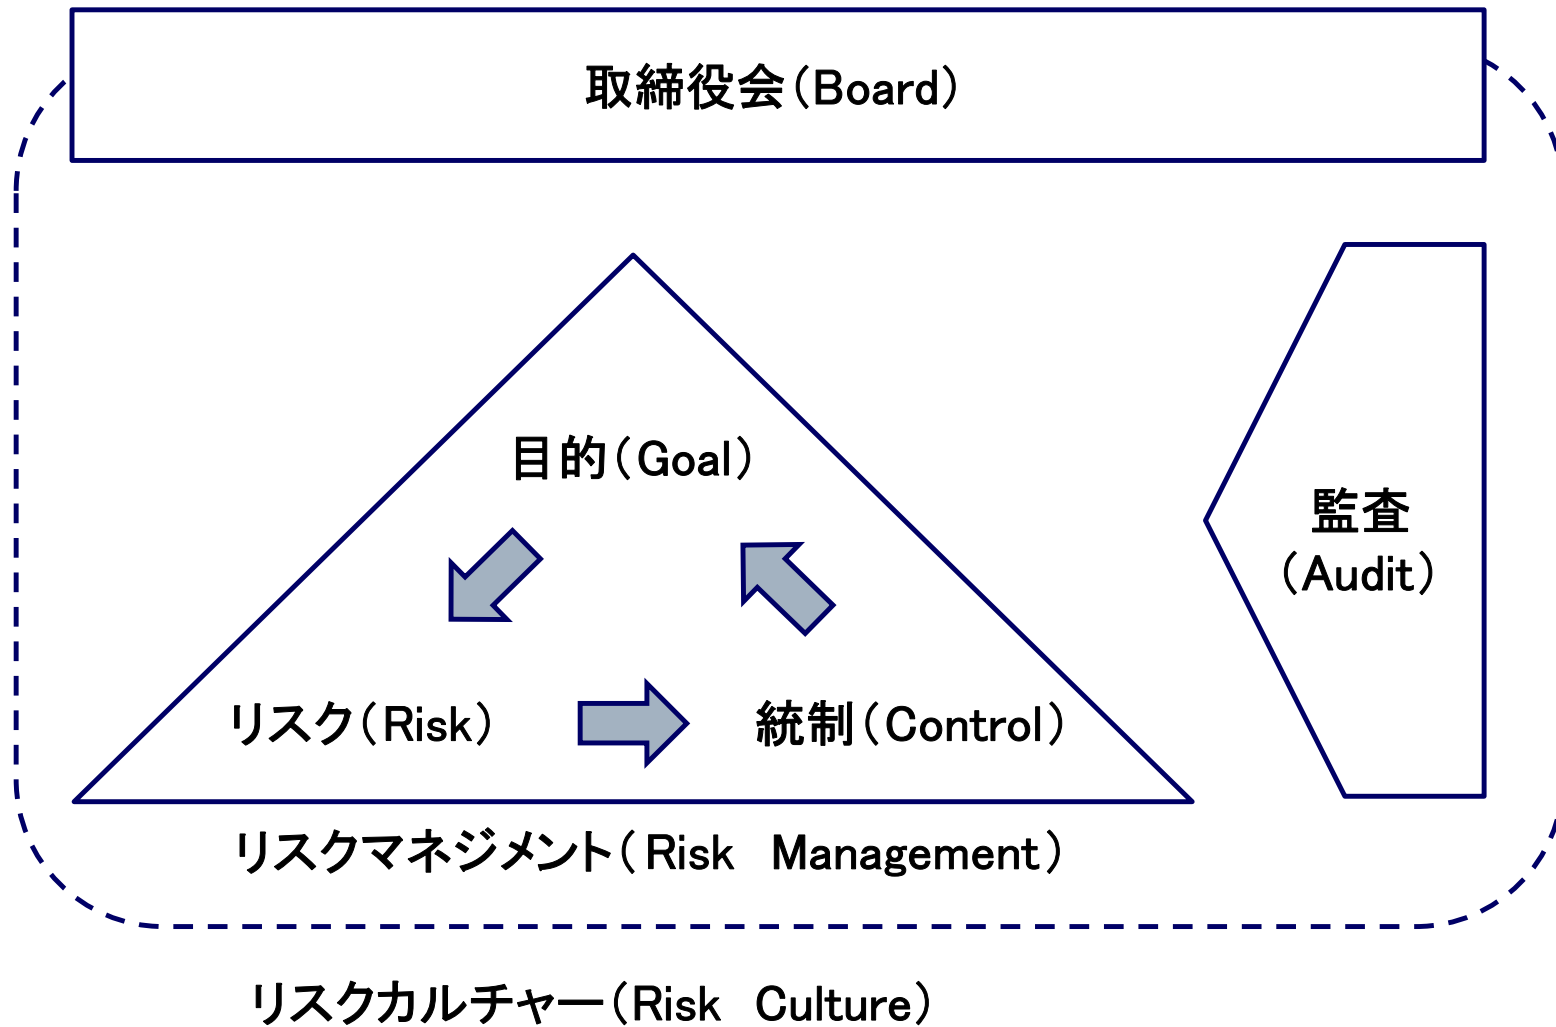 取締役会（Board）
目的（Goal）
監査
（Audit）
リスク（Risk）
統制（Control）
リスクマネジメント（Risk　Management）
リスクカルチャー（Risk　Culture）